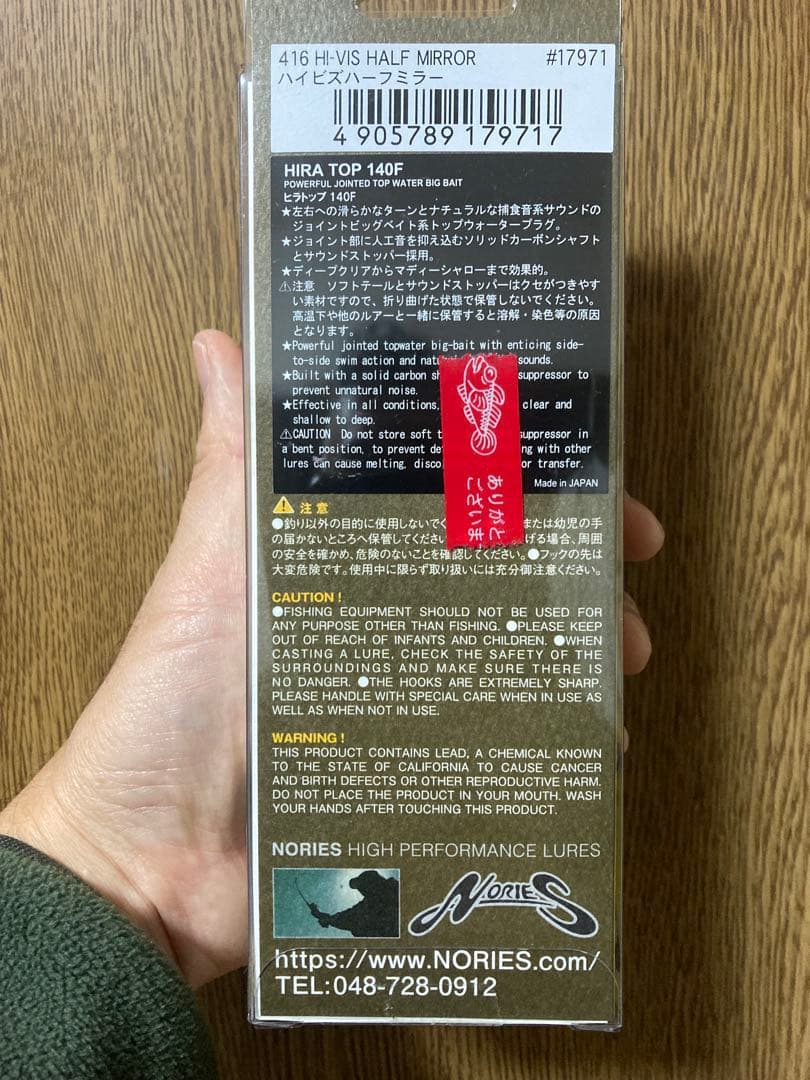 416 HI-VIS HALF MIRROR #17971
ハイビズハーフミラー
4 905789 179717
HIRA TOP 140F
POWERFUL JOINTED TOP WATER BIG BAIT
ヒラトップ 140F
★左右への滑らかなターンとナチュラルな捕食音系サウンドの
ジョイントビッグベイト系トップウォータープラグ。
★ジョイント部に人工音を抑え込むソリッドカーボンシャフト
とサウンドストッパー採用。
★ディープクリアからマディーシャローまで効果的。
⚠注意 ソフトテールとサウンドストッパーはクセがつきやす
い素材ですので、折り曲げた状態で保管しないでください。
高温下や他のルアーと一緒に保管すると溶解・染色等の原因
となります。
★Powerful jointed topwater big-bait with enticing side-
to-side swim action and sounds.
★Built with a solid carbon suppressor to
prevent unnatural noise.
★Effective in all conditions, clear and
shallow to deep.
⚠CAUTION Do not store soft suppressor in
a bent position, to prevent with other
lures can cause melting, or transfer.
Made in JAPAN
ありがと
ございま
⚠注意
●釣り以外の目的に使用しないでく または幼児の手
の届かないところへ保管してください げる場合、周囲
の安全を確かめ、危険のないことを確認してください。●フックの先は
大変危険です。使用中に限らず取り扱いには充分御注意ください。
CAUTION !
●FISHING EQUIPMENT SHOULD NOT BE USED FOR
ANY PURPOSE OTHER THAN FISHING. ●PLEASE KEEP
OUT OF REACH OF INFANTS AND CHILDREN. ●WHEN
CASTING A LURE, CHECK THE SAFETY OF THE
SURROUNDINGS AND MAKE SURE THERE IS
NO DANGER. ●THE HOOKS ARE EXTREMELY SHARP.
PLEASE HANDLE WITH SPECIAL CARE WHEN IN USE AS
WELL AS WHEN NOT IN USE.
WARNING !
THIS PRODUCT CONTAINS LEAD, A CHEMICAL KNOWN
TO THE STATE OF CALIFORNIA TO CAUSE CANCER
AND BIRTH DEFECTS OR OTHER REPRODUCTIVE HARM.
DO NOT PLACE THE PRODUCT IN YOUR MOUTH. WASH
YOUR HANDS AFTER TOUCHING THIS PRODUCT.
NORIES HIGH PERFORMANCE LURES
NORIES
https://www.NORIES.com/
TEL:048-728-0912